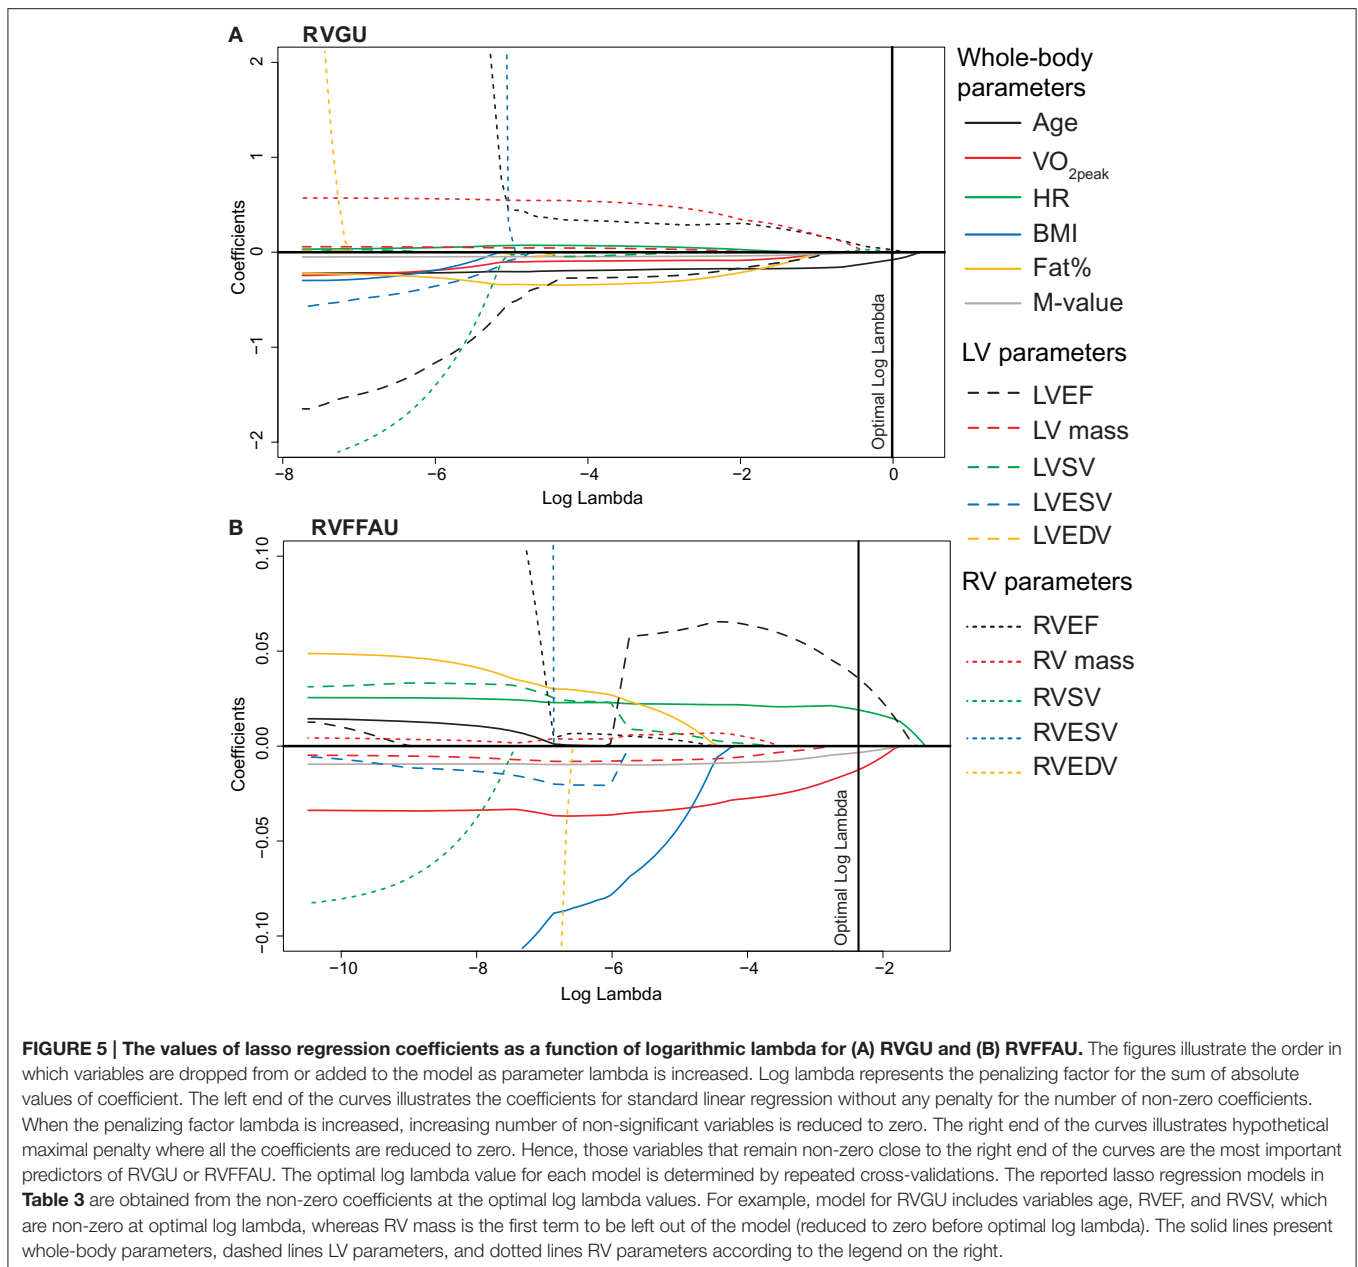 A RVGU
2
1
0
−1
−2
Coefficients
−8 −6 −4 −2 0
Log Lambda
Optimal Log Lambda
B RVFFAU
0.10
0.05
0.00
−0.05
−0.10
Coefficients
−10 −8 −6 −4 −2
Log Lambda
Optimal Log Lambda
Whole-body
parameters
Age
VO2peak
HR
BMI
Fat%
M-value
LV parameters
LVEF
LV mass
LVSV
LVESV
LVEDV
RV parameters
RVEF
RV mass
RVSV
RVESV
RVEDV
FIGURE 5 | The values of lasso regression coefficients as a function of logarithmic lambda for (A) RVGU and (B) RVFFAU. The figures illustrate the order in
which variables are dropped from or added to the model as parameter lambda is increased. Log lambda represents the penalizing factor for the sum of absolute
values of coefficient. The left end of the curves illustrates the coefficients for standard linear regression without any penalty for the number of non-zero coefficients.
When the penalizing factor lambda is increased, increasing number of non-significant variables is reduced to zero. The right end of the curves illustrates hypothetical
maximal penalty where all the coefficients are reduced to zero. Hence, those variables that remain non-zero close to the right end of the curves are the most important
predictors of RVGU or RVFFAU. The optimal log lambda value for each model is determined by repeated cross-validations. The reported lasso regression models in
Table 3 are obtained from the non-zero coefficients at the optimal log lambda values. For example, model for RVGU includes variables age, RVEF, and RVSV, which
are non-zero at optimal log lambda, whereas RV mass is the first term to be left out of the model (reduced to zero before optimal log lambda). The solid lines present
whole-body parameters, dashed lines LV parameters, and dotted lines RV parameters according to the legend on the right.